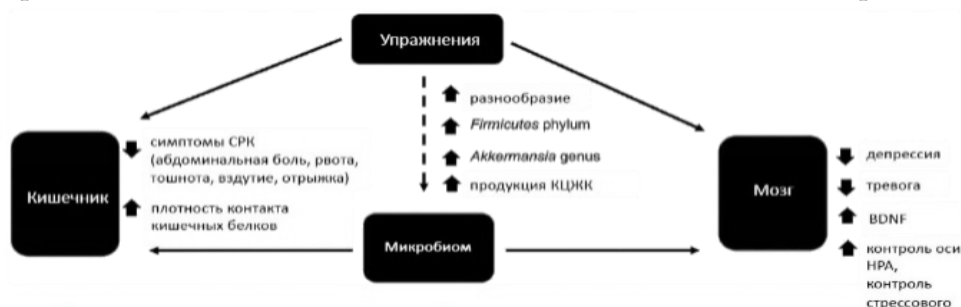 Упражнения
разнообразие
Firmicutes phylum
Akkermansia genus
продукция КЦЖК
Кишечник
симптомы СРК
(абдоминальная боль, рвота,
тошнота, вздутие, отрыжка)
плотность контакта
кишечных белков
Микробиом
Мозг
депрессия
тревога
BDNF
контроль оси
НРА,
контроль
стрессового